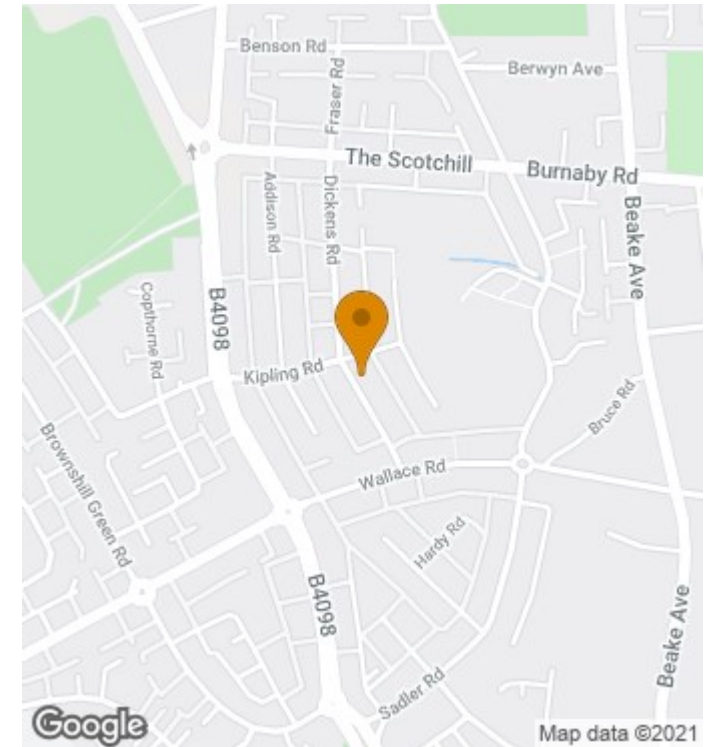 Benson Rd
Fraser Rd
Berwyn Ave
The Scotchill
Burnaby Rd
Addison Rd
Dickens Rd
Beake Ave
B4098
Copthorne Rd
Kipling Rd
Bruce Rd
Brownshill Green Rd
Wallace Rd
Hardy Rd
B4098
Beake Ave
Sadler Rd
Google
Map data ©2021